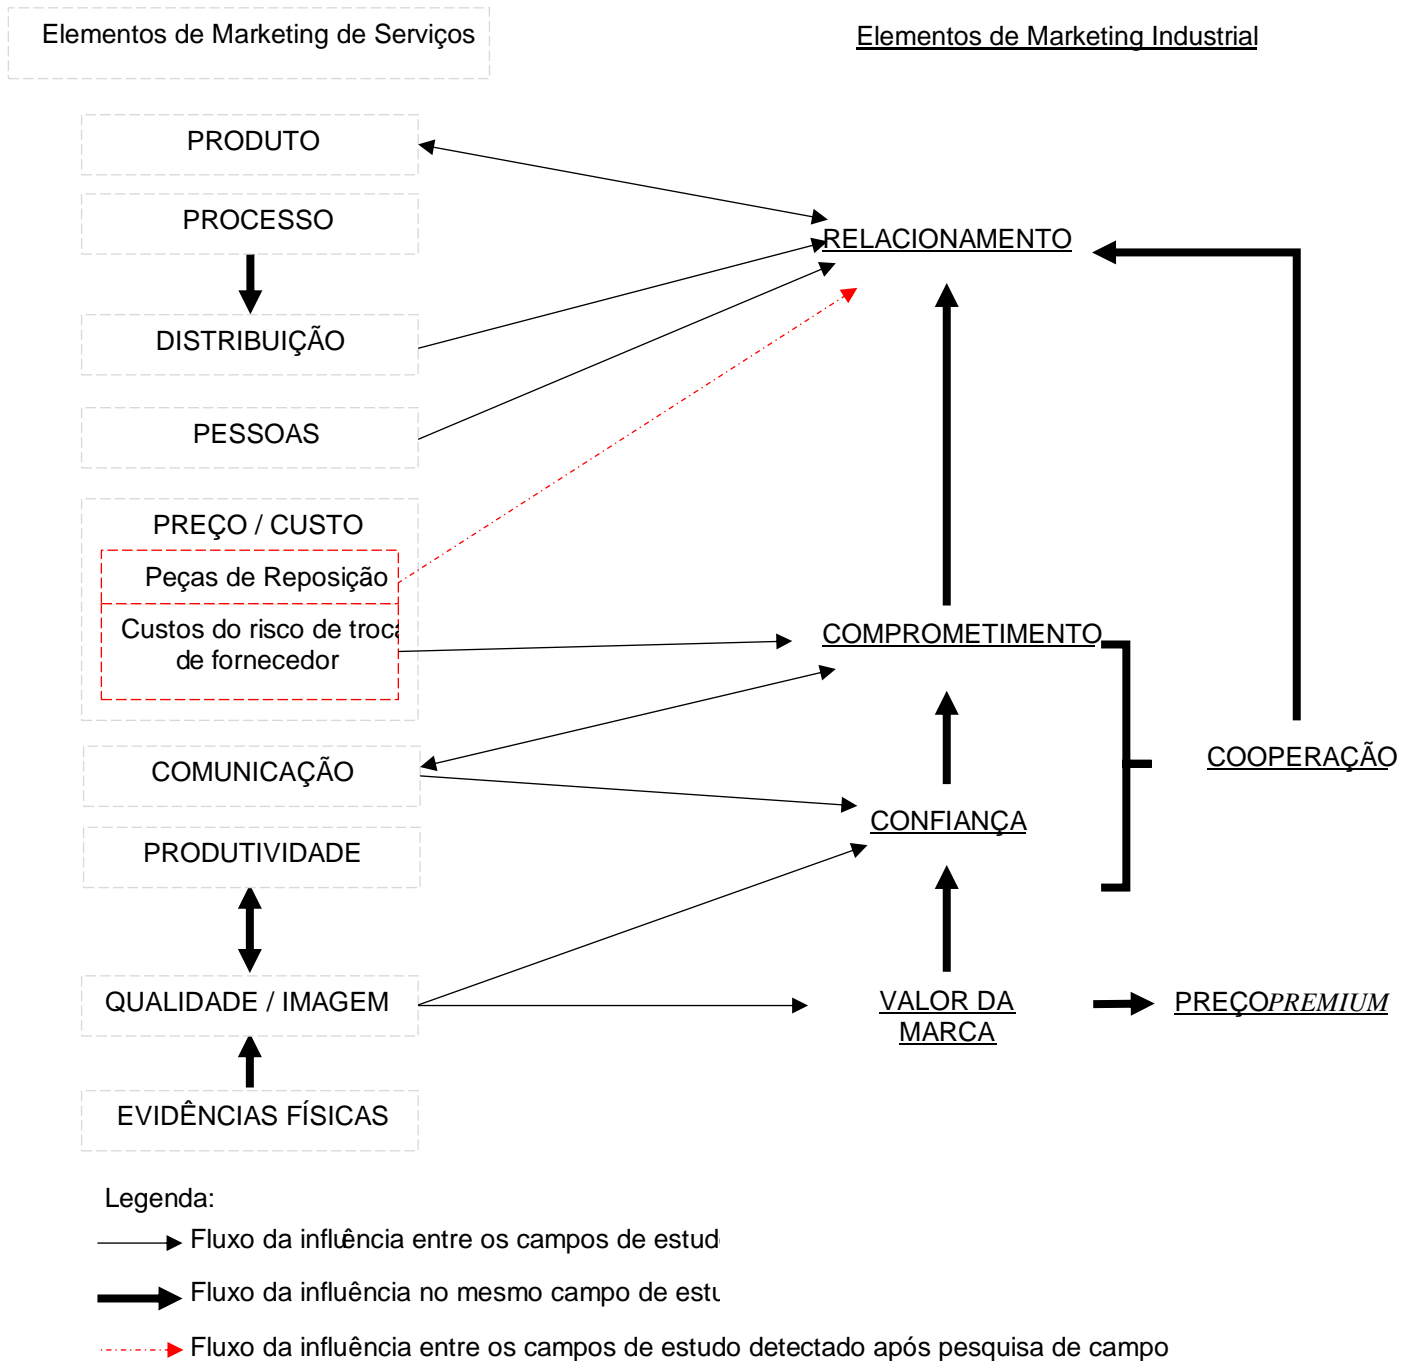 Elementos de Marketing de Serviços
Elementos de Marketing Industrial
PRODUTO
PROCESSO
DISTRIBUIÇÃO
PESSOAS
PREÇO / CUSTO
Peças de Reposição
Custos do risco de troca
de fornecedor
COMUNICAÇÃO
PRODUTIVIDADE
QUALIDADE / IMAGEM
EVIDÊNCIAS FÍSICAS
RELACIONAMENTO
COMPROMETIMENTO
CONFIANÇA
VALOR DA
MARCA
COOPERAÇÃO
PREÇO PREMIUM
Legenda:
Fluxo da influência entre os campos de estud
Fluxo da influência no mesmo campo de estu
Fluxo da influência entre os campos de estudo detectado após pesquisa de campo